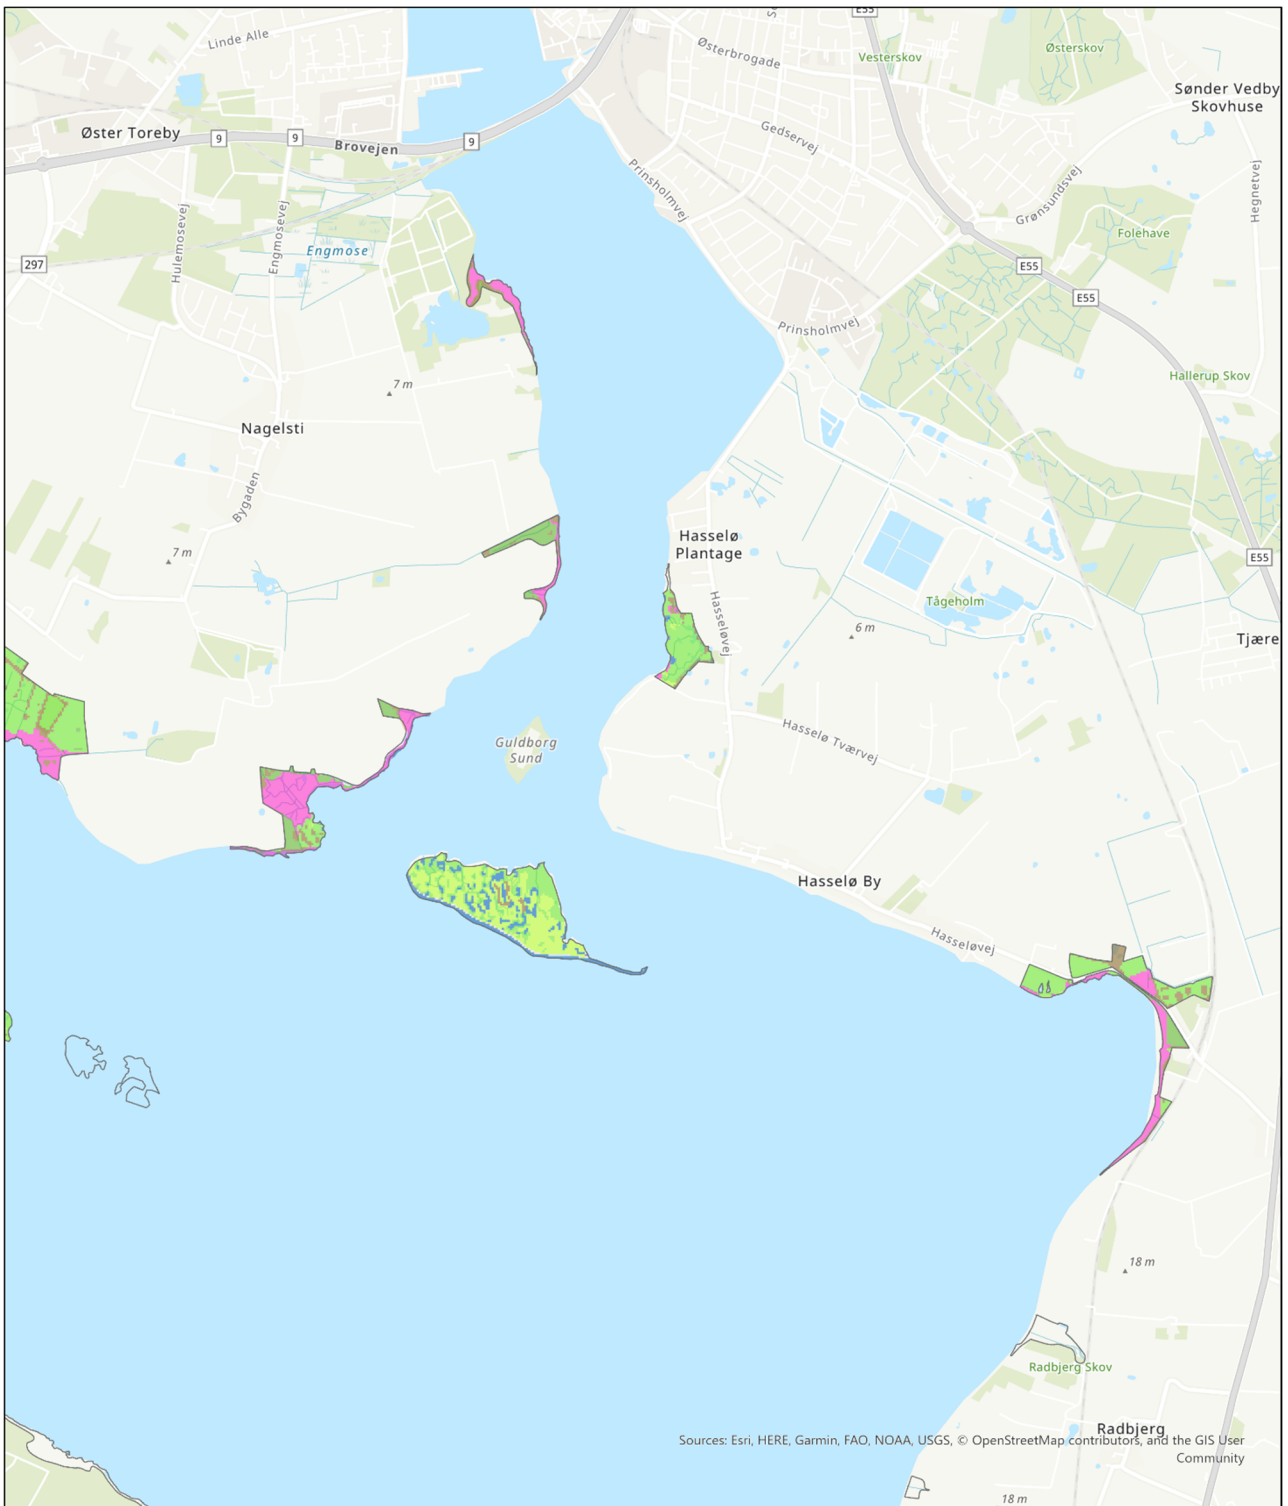 E55
Linde Alle
Østerbrogade
Vesterskov
Østerskov
Sønder Vedby
Skovhuse
Øster Toreby
9
9
9
Brovejen
Gedservej
Prinsholmvej
Grønsundsvej
Hegnetvej
Hulemosevej
Engmosevej
Engmose
Folehave
297
E55
E55
Prinsholmvej
Hallerup Skov
7 m
Nagelsti
Bygaden
7 m
Hasselø
Plantage
E55
Hasseløvej
Tågeholm
6 m
Tjære
Guldborg
Sund
Hasselø Tværvej
Hasselø By
Hasseløvej
18 m
Radbjerg Skov
Radbjerg
Sources: Esri, HERE, Garmin, FAO, NOAA, USGS, © OpenStreetMap contributors, and the GIS User
Community
18 m